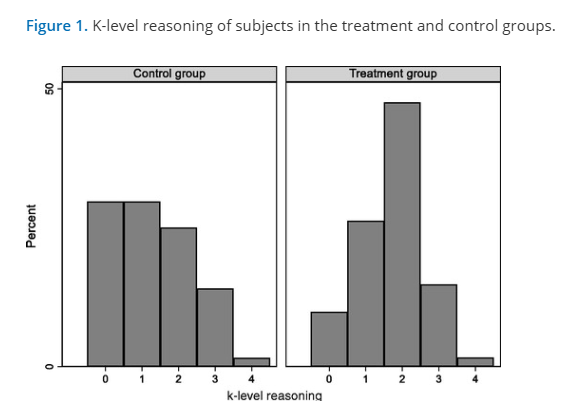 Figure 1. K-level reasoning of subjects in the treatment and control groups.
Control group
Treatment group
50
Percent
0
0 1 2 3 4
0 1 2 3 4
k-level reasoning